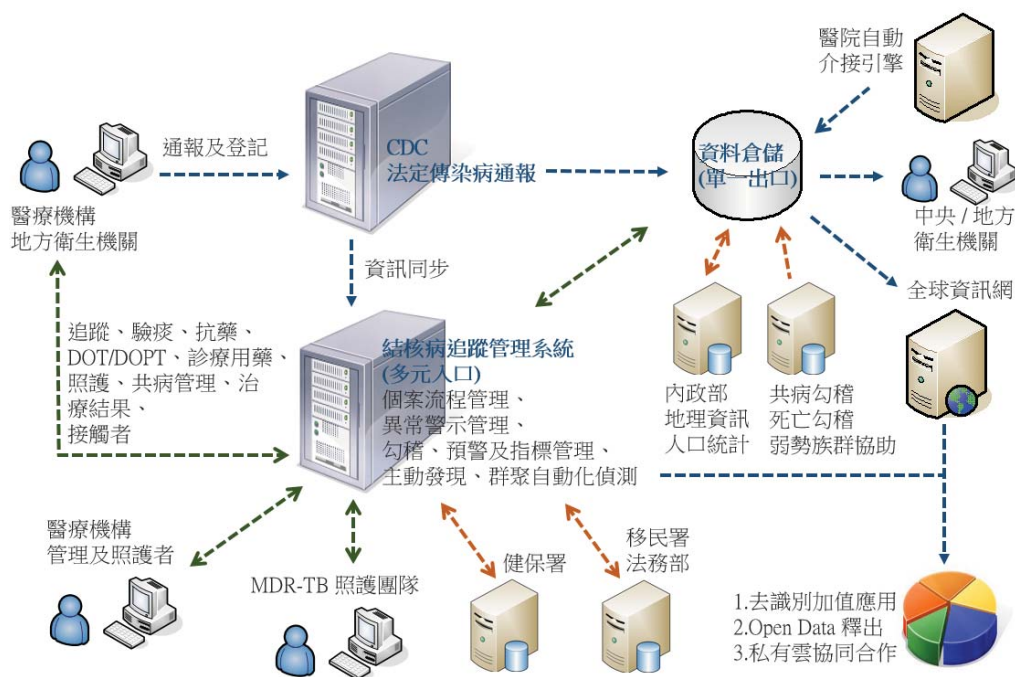 醫院自動
介接引擎
通報及登記
CDC
法定傳染病通報
資料倉儲
(單一出口)
醫療機構
地方衛生機關
中央 / 地方
衛生機關
資訊同步
全球資訊網
追蹤、驗痰、抗藥、
DOT/DOPT、診療用藥、
照護、共病管理、治
療結果、
接觸者
結核病追蹤管理系統
(多元入口)
個案流程管理、
異常警示管理、
勾稽、預警及指標管理、
主動發現、群聚自動化偵測
內政部
地理資訊
人口統計
共病勾稽
死亡勾稽
弱勢族群協助
醫療機構
管理及照護者
MDR-TB 照護團隊
健保署
移民署
法務部
1.去識別加值應用
2.Open Data 釋出
3.私有雲協同合作